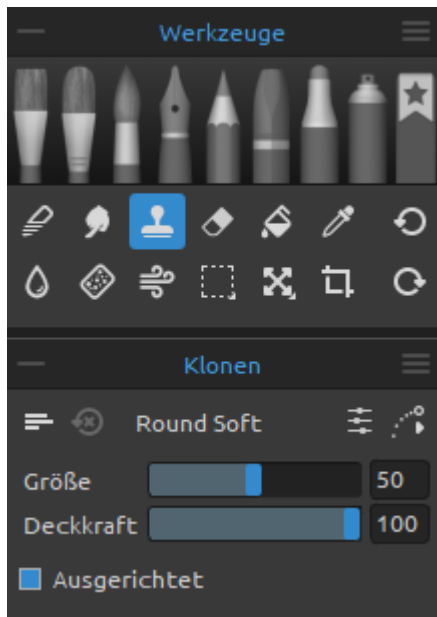 Werkzeuge
Klonen
Round Soft
Größe 50
Deckkraft 100
Ausgerichtet